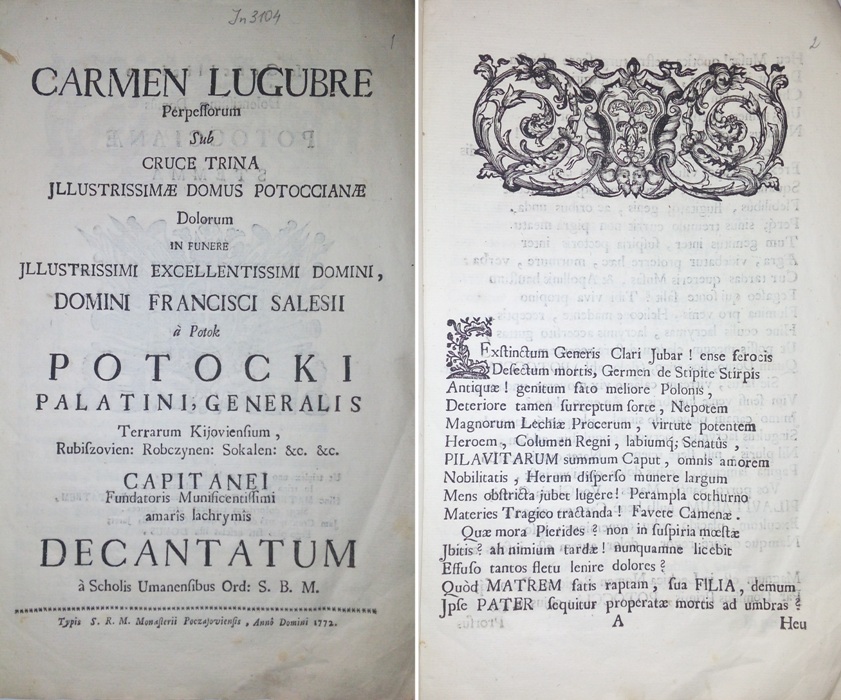 Jn 3104
1
CARMEN LUGUBRE
Perpeſſorum
Sub
CRUCE TRINA
JLLUSTRISSIMÆ DOMUS POTOCCIANÆ
Dolorum
IN FUNERE
JLLUSTRISSIMI EXCELLENTISSIMI DOMINI,
DOMINI FRANCISCI SALESII
à Potok
POTOCKI
PALATINI, GENERALIS
Terrarum Kijovienſium,
Rubiſzovien: Robczynen: Sokalen: &c. &c.
CAPITANEI
Fundatoris Munificentiſſimi
amaris lachrymis
DECANTATUM
à Scholis Umanenſibus Ord: S. B. M.
Typis S. R. M. Monaſterii Poczajovienſis, Annô Domini 1772.
2
EExſtinctum Generis Clari Jubar! ense ferocis
Deſectum mortis, Germen de Stipite Stirpis
Antiquæ! genitum fato meliore Polonis,
Deteriore tamen ſurreptum ſorte, Nepotem
Magnorum Lechiæ Procerum, virtute potentem
Heroem, Columen Regni, labiumq; Senatûs,
PILAVITARUM summum Caput, omnis amorem
Nobilitatis, Herum diſperſo munere largum
Mens obſtricta jubet lugêre! Perampla cothurno
Materies Tragico tractanda! Favete Camenæ.
Quæ mora Pierides? non in ſuſpiria mœſtæ
Jbitis? ah nimium tardæ! nunquamne licebit
Effuſo tantos fletu lenire dolores?
Quòd MATREM ſatis raptam, ſua FILIA, demum
Jpſe PATER ſequitur properatæ mortis ad umbras?
A
Heu